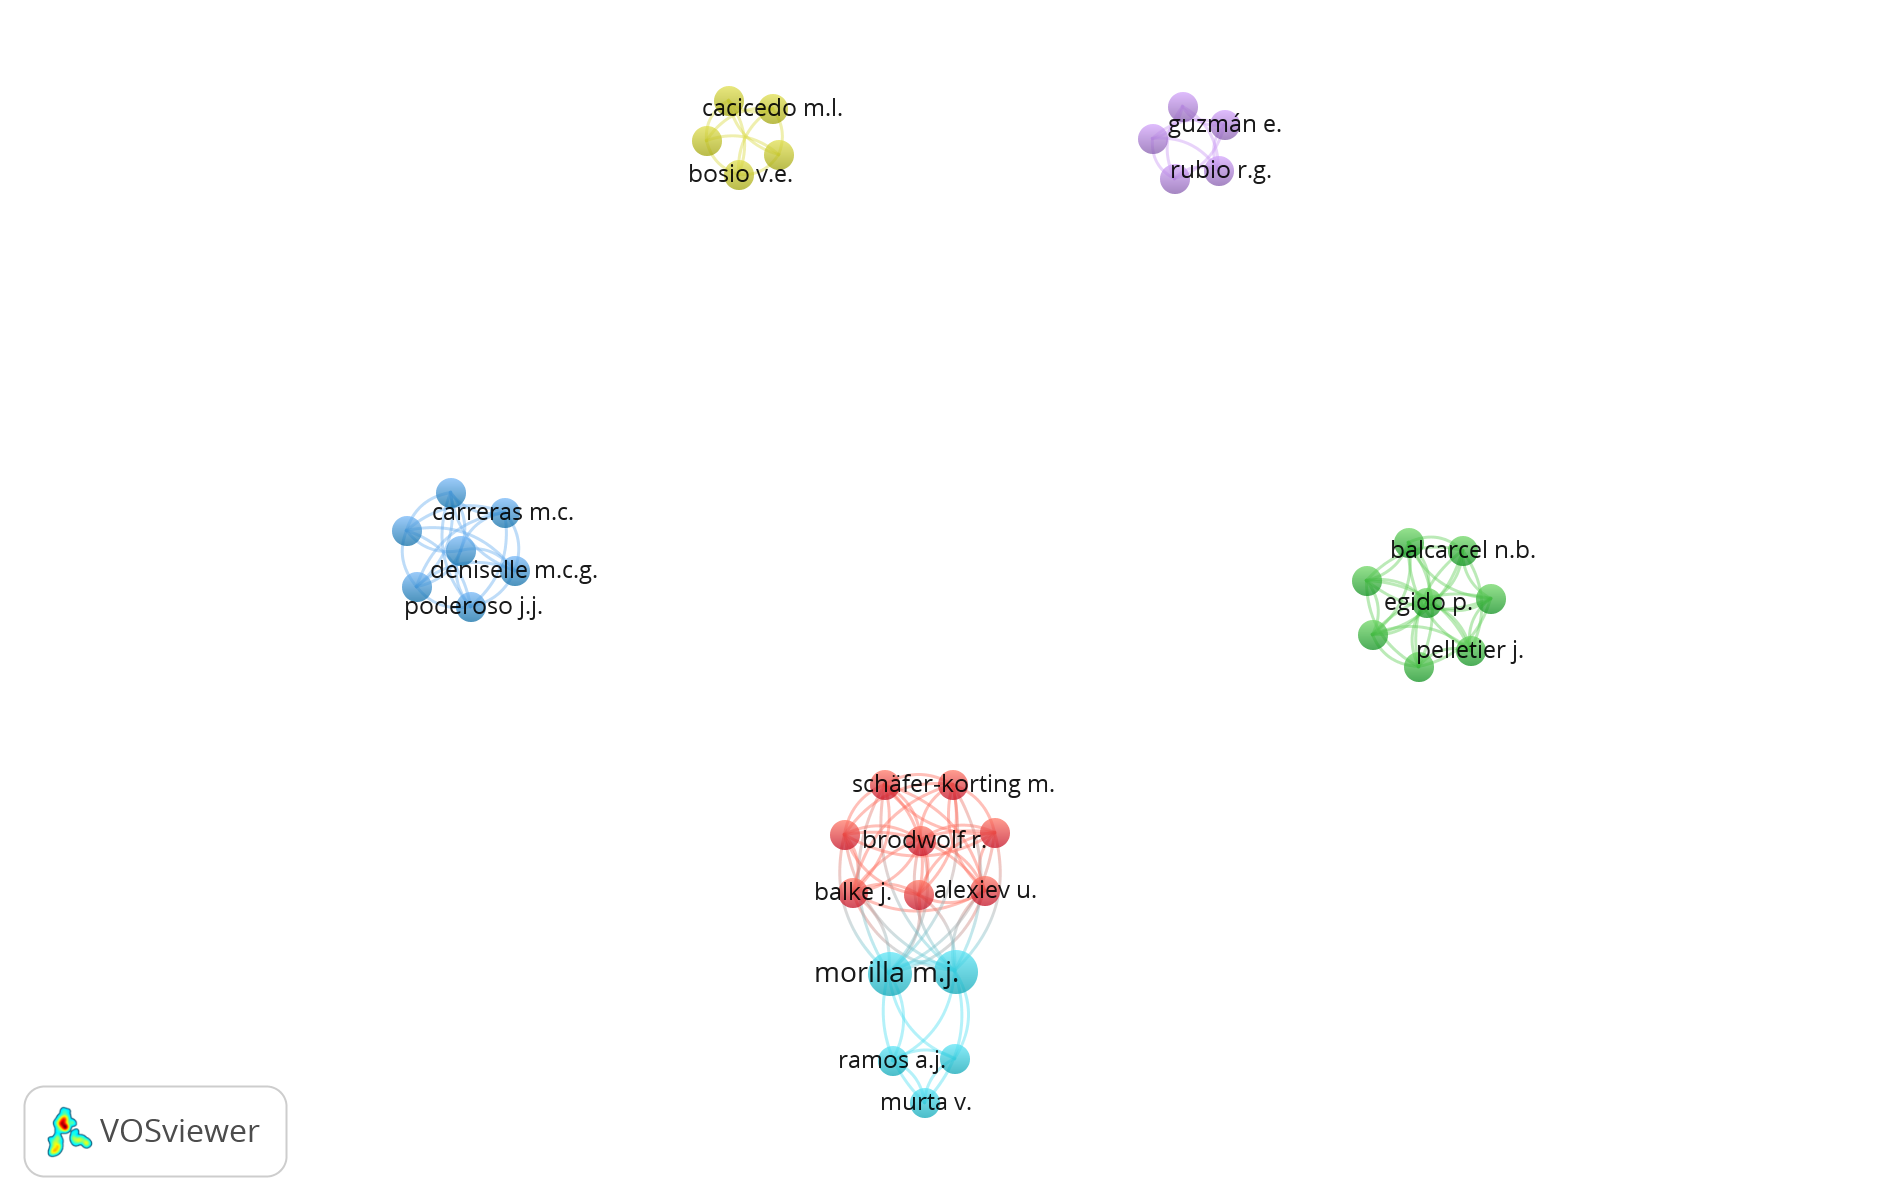 cacicedo m.l.
guzmán e.
bosio v.e.
rubio r.g.
carreras m.c.
deniselle m.c.g.
poderoso j.j.
balcarcel n.b.
egido p.
pelletier j.
schäfer-korting m.
brodwolf r.
balke j.
alexiev u.
morilla m.j.
ramos a.j.
murta v.
VOSviewer